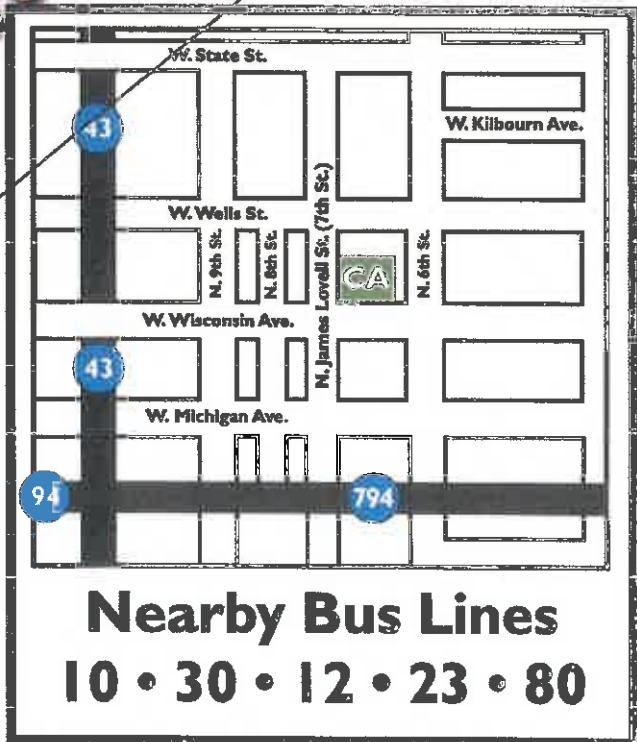 W. State St.
43
W. Kilbourn Ave.
W. Wells St.
N. 9th St.
N. 8th St.
N. James Lovell St. (7th St.)
CA
N. 6th St.
W. Wisconsin Ave.
43
W. Michigan Ave.
94
794
Nearby Bus Lines
10 • 30 • 12 • 23 • 80